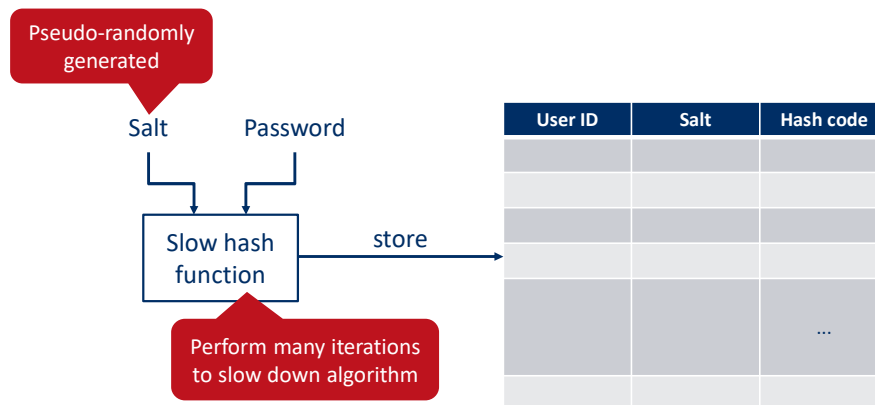 Pseudo-randomly
generated
Salt
Password
Slow hash
function
store
Perform many iterations
to slow down algorithm
User ID
Salt
Hash code
...